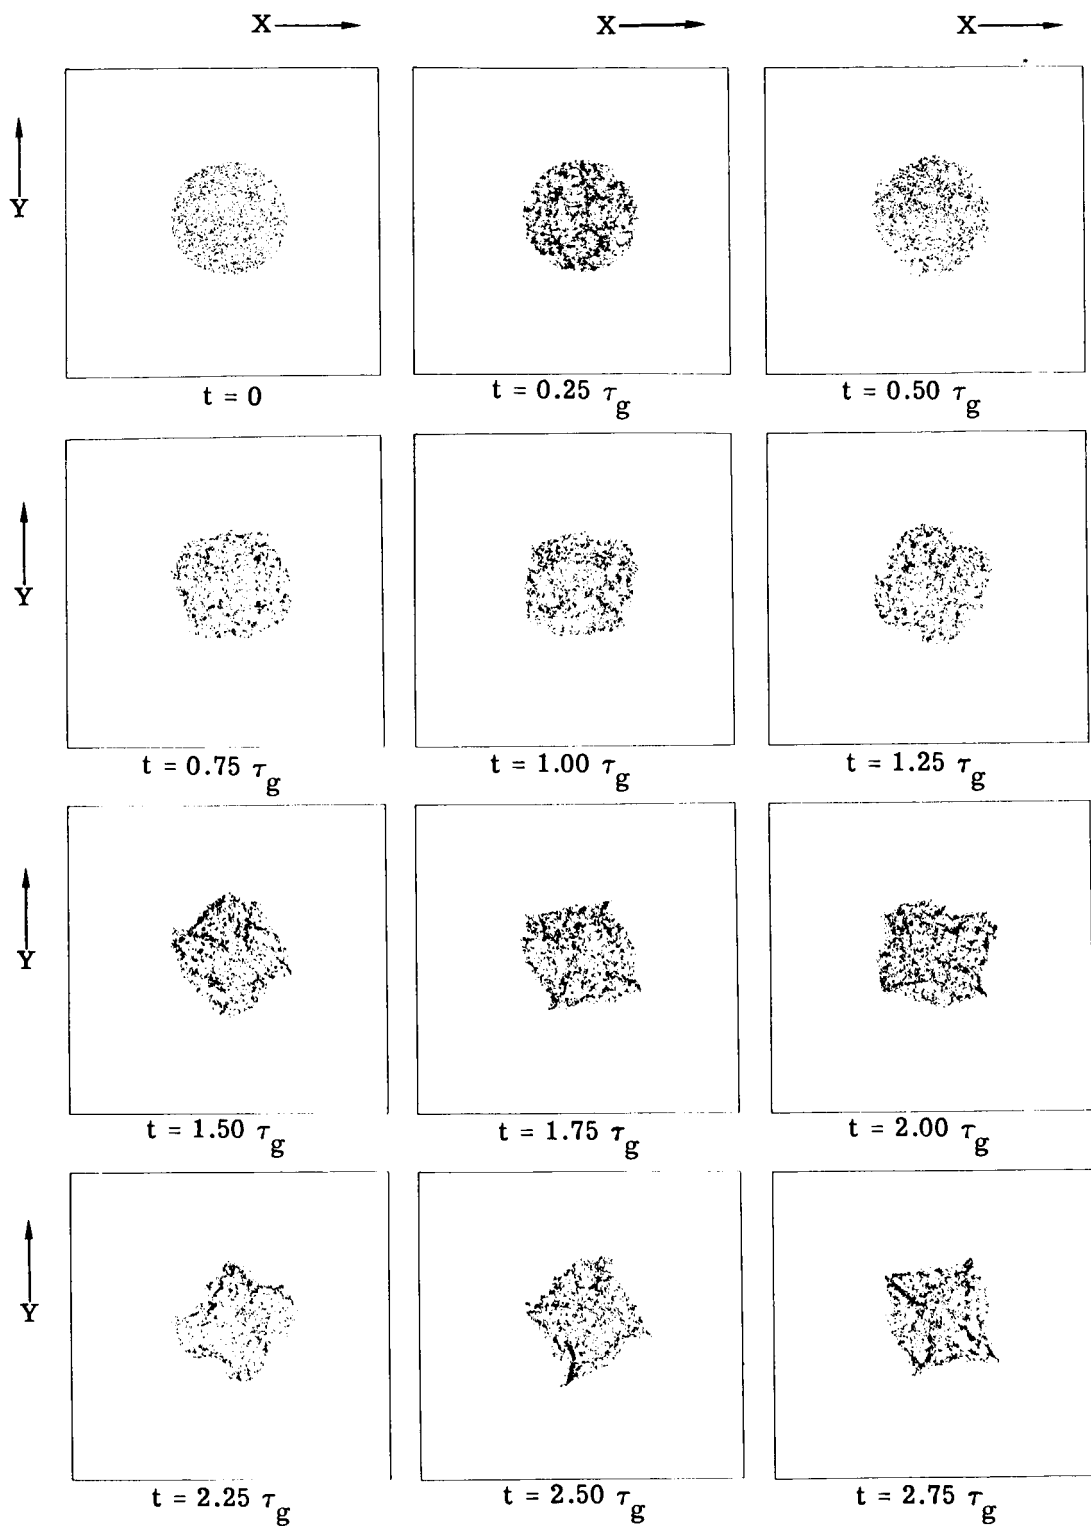 X X X
Y
t = 0 t = 0.25 τg t = 0.50 τg
Y
t = 0.75 τg t = 1.00 τg t = 1.25 τg
Y
t = 1.50 τg t = 1.75 τg t = 2.00 τg
Y
t = 2.25 τg t = 2.50 τg t = 2.75 τg